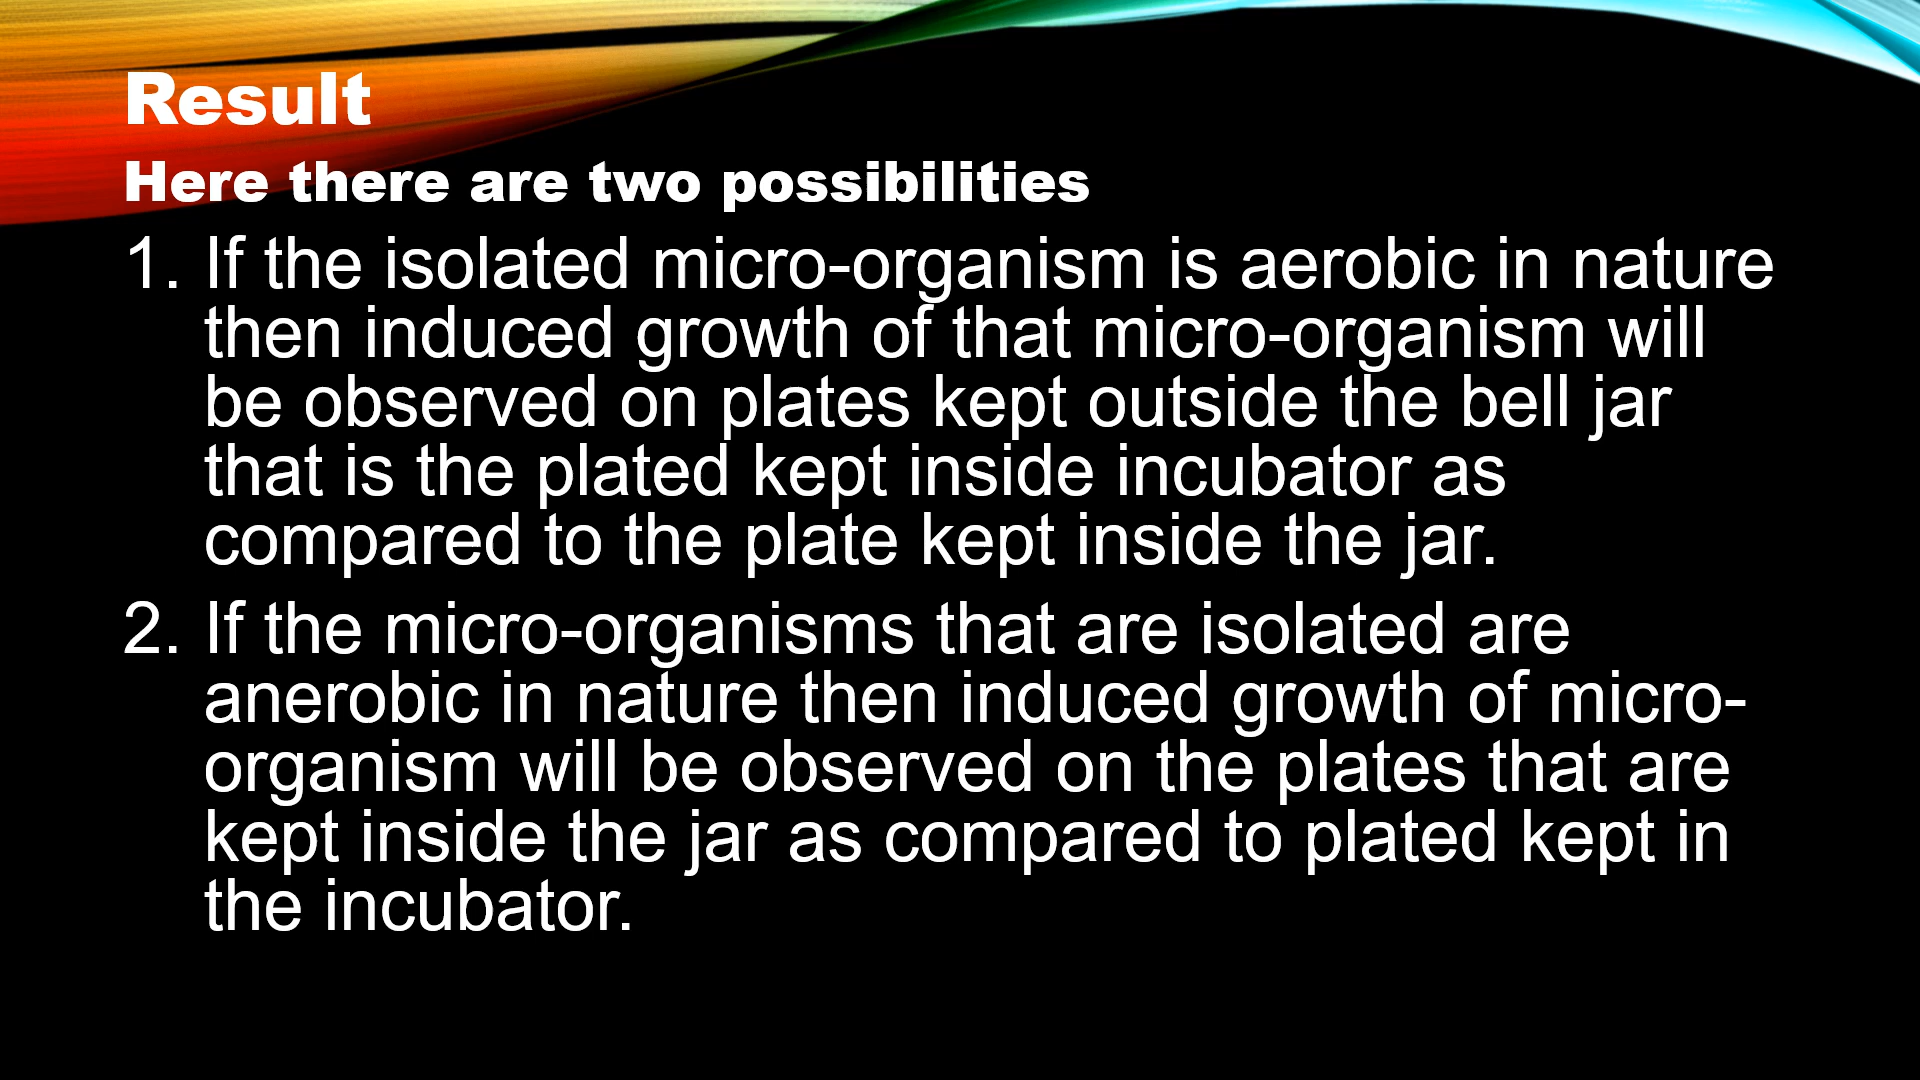 Result
Here there are two possibilities
1. If the isolated micro-organism is aerobic in nature
then induced growth of that micro-organism will
be observed on plates kept outside the bell jar
that is the plated kept inside incubator as
compared to the plate kept inside the jar.
2. If the micro-organisms that are isolated are
anerobic in nature then induced growth of micro-
organism will be observed on the plates that are
kept inside the jar as compared to plated kept in
the incubator.